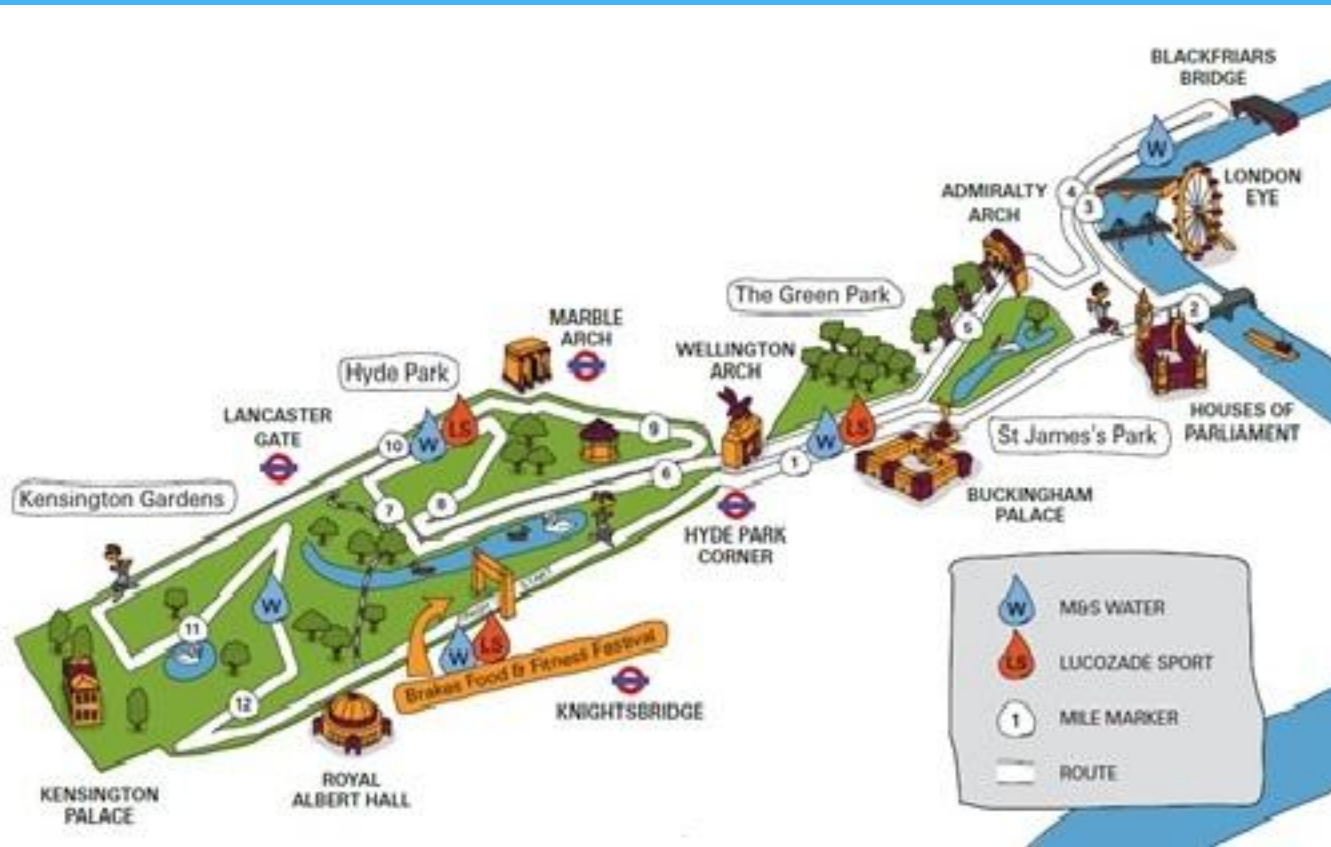 BLACKFRIARS
BRIDGE
W
LONDON
EYE
4
3
ADMIRALTY
ARCH
The Green Park
5
2
MARBLE
ARCH
WELLINGTON
ARCH
HOUSES OF
PARLIAMENT
Hyde Park
LANCASTER
GATE
10
W
LS
9
W
LS
1
St James's Park
6
Kensington Gardens
7
8
BUCKINGHAM
PALACE
HYDE PARK
CORNER
START
FINISH
W
11
W
LS
Brakes Food & Fitness Festival
12
KNIGHTSBRIDGE
ROYAL
ALBERT HALL
KENSINGTON
PALACE
W M&S WATER
LS LUCOZADE SPORT
1 MILE MARKER
ROUTE